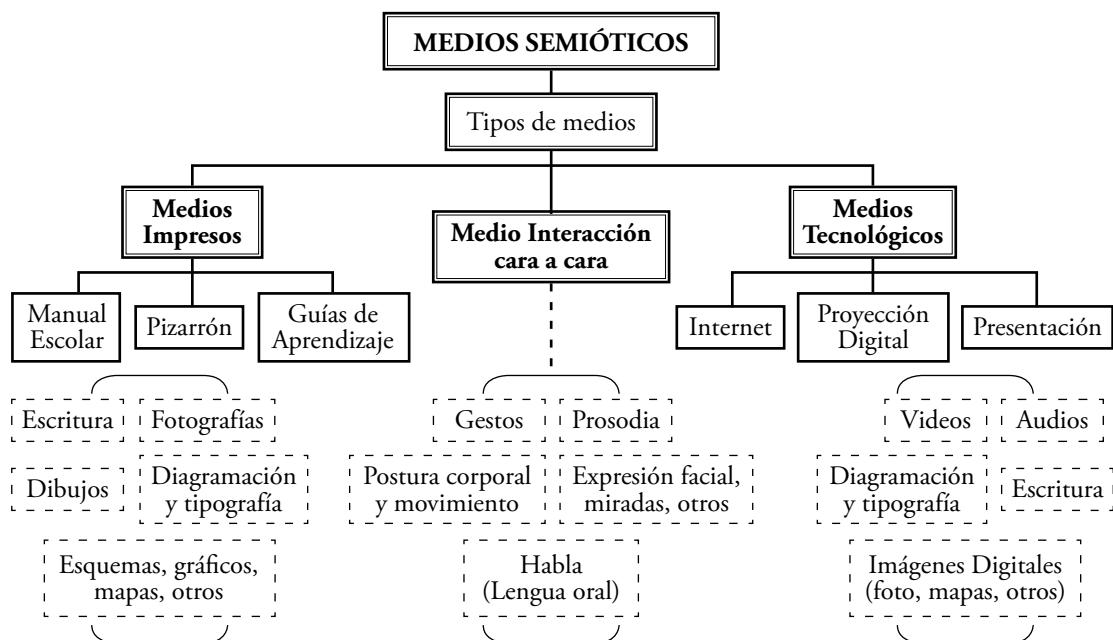 MEDIOS SEMIÓTICOS
Tipos de medios
Medios
Impresos
Medio Interacción
cara a cara
Medios
Tecnológicos
Manual
Escolar
Pizarrón
Guías de
Aprendizaje
Internet
Proyección
Digital
Presentación
Escritura
Fotografías
Dibujos
Diagramación
y tipografía
Esquemas, gráficos,
mapas, otros
Gestos
Prosodia
Postura corporal
y movimiento
Expresión facial,
miradas, otros
Habla
(Lengua oral)
Videos
Audios
Diagramación
y tipografía
Escritura
Imágenes Digitales
(foto, mapas, otros)